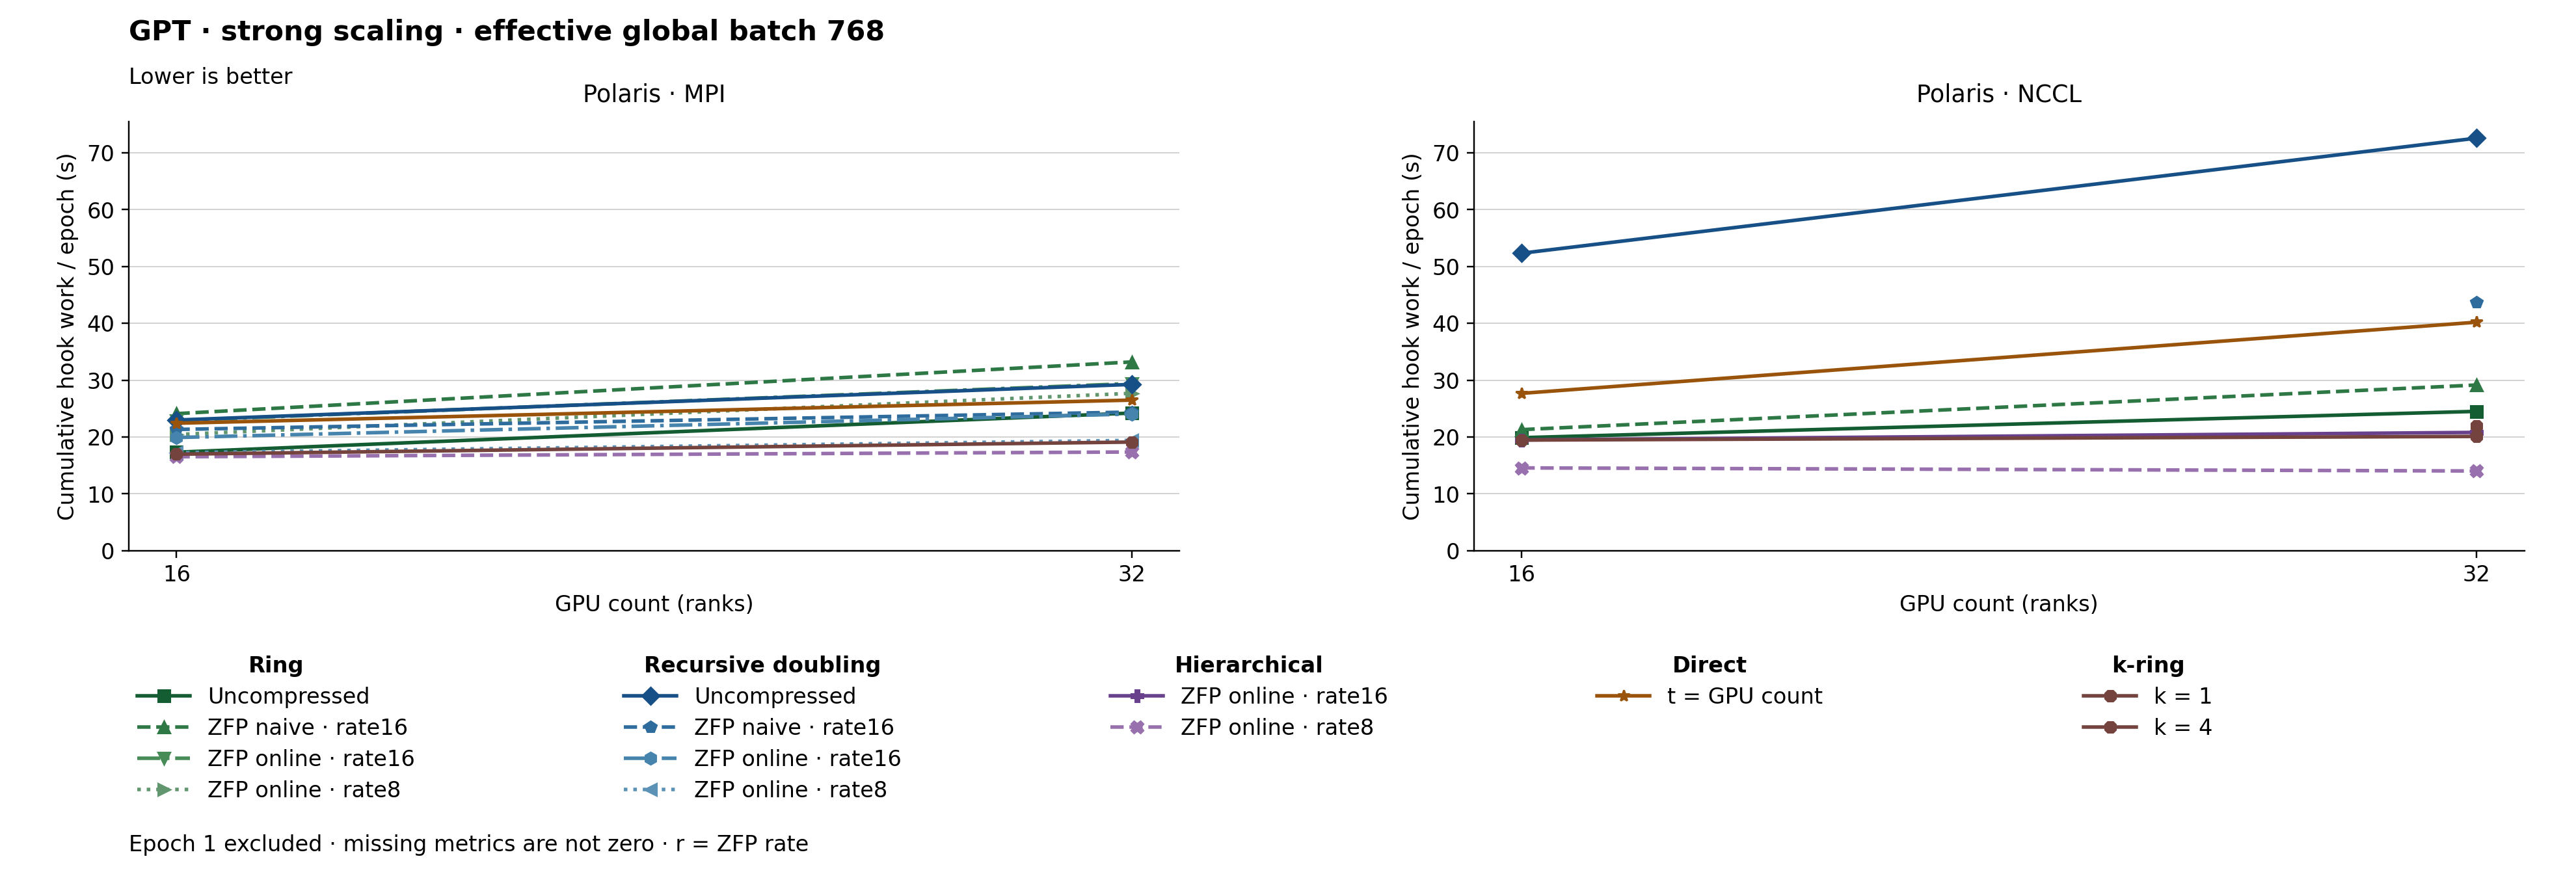 GPT · strong scaling · effective global batch 768
Lower is better
Polaris · MPI
Cumulative hook work / epoch (s)
70
60
50
40
30
20
10
0
16
32
GPU count (ranks)
Polaris · NCCL
Cumulative hook work / epoch (s)
70
60
50
40
30
20
10
0
16
32
GPU count (ranks)
Ring
Uncompressed
ZFP naive · rate16
ZFP online · rate16
ZFP online · rate8
Recursive doubling
Uncompressed
ZFP naive · rate16
ZFP online · rate16
ZFP online · rate8
Hierarchical
ZFP online · rate16
ZFP online · rate8
Direct
t = GPU count
k-ring
k = 1
k = 4
Epoch 1 excluded · missing metrics are not zero · r = ZFP rate